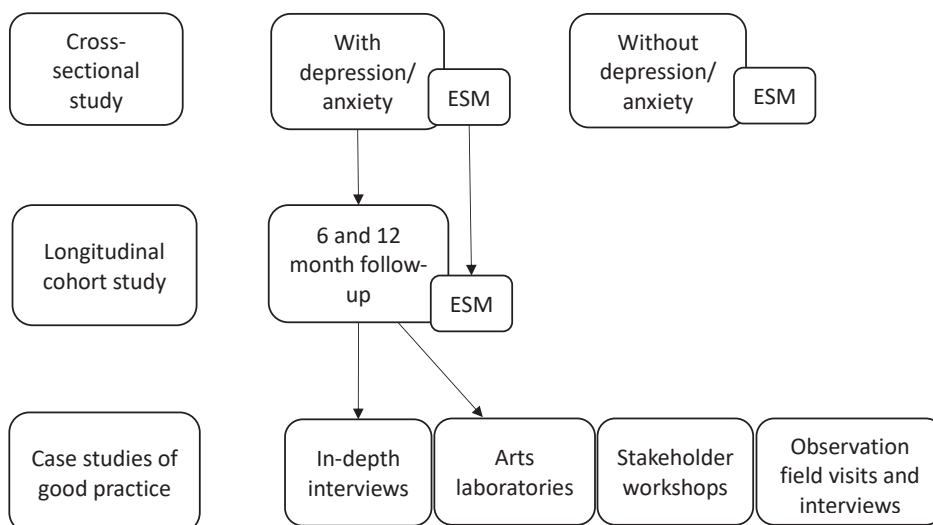 Cross-
sectional
study
With
depression/
anxiety
ESM
Without
depression/
anxiety
ESM
Longitudinal
cohort study
6 and 12
month follow-
up
ESM
Case studies of
good practice
In-depth
interviews
Arts
laboratories
Stakeholder
workshops
Observation
field visits and
interviews